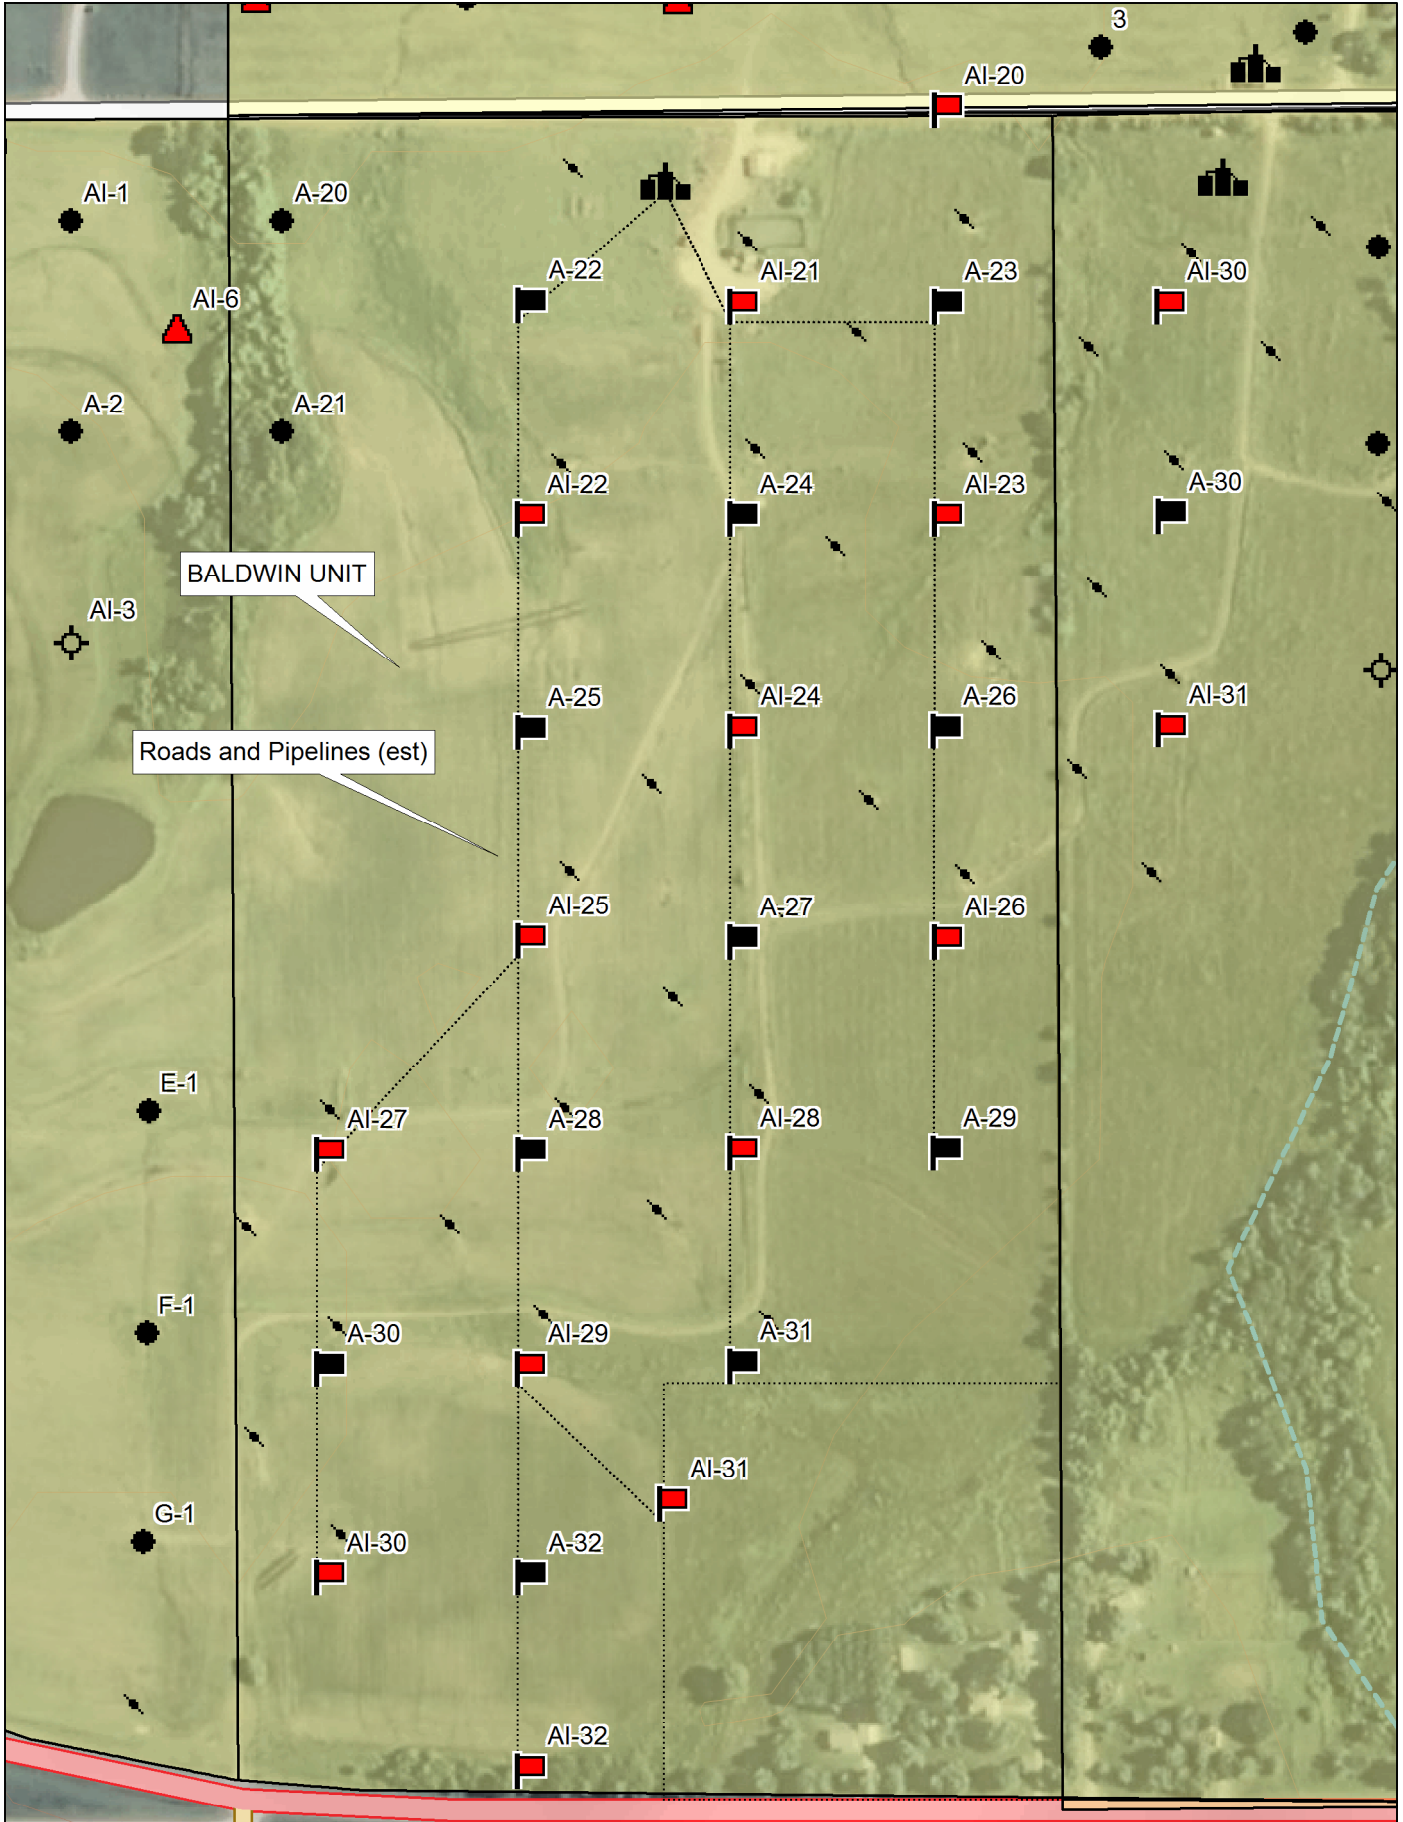 3
AI-20
AI-1
A-20
A-22
AI-21
A-23
AI-30
AI-6
A-2
A-21
AI-22
A-24
AI-23
A-30
BALDWIN UNIT
AI-3
A-25
AI-24
A-26
AI-31
Roads and Pipelines (est)
AI-25
A-27
AI-26
E-1
AI-27
A-28
AI-28
A-29
F-1
A-30
AI-29
A-31
AI-31
G-1
AI-30
A-32
AI-32